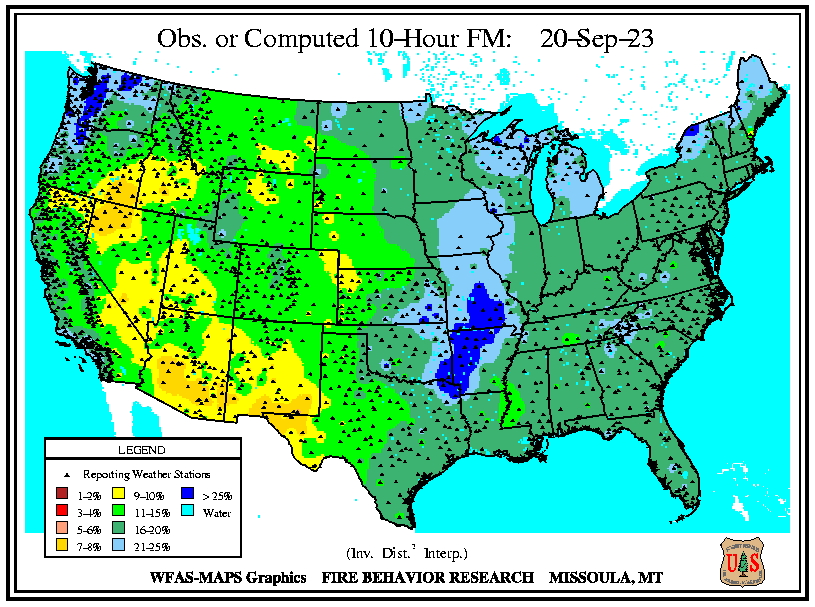 Obs. or Computed 10-Hour FM: 20-Sep-23
LEGEND
Reporting Weather Stations
1-2% 9-10% > 25%
3-4% 11-15% Water
5-6% 16-20%
7-8% 21-25%
(Inv. Dist.² Interp.)
WFAS-MAPS Graphics FIRE BEHAVIOR RESEARCH MISSOULA, MT
U S